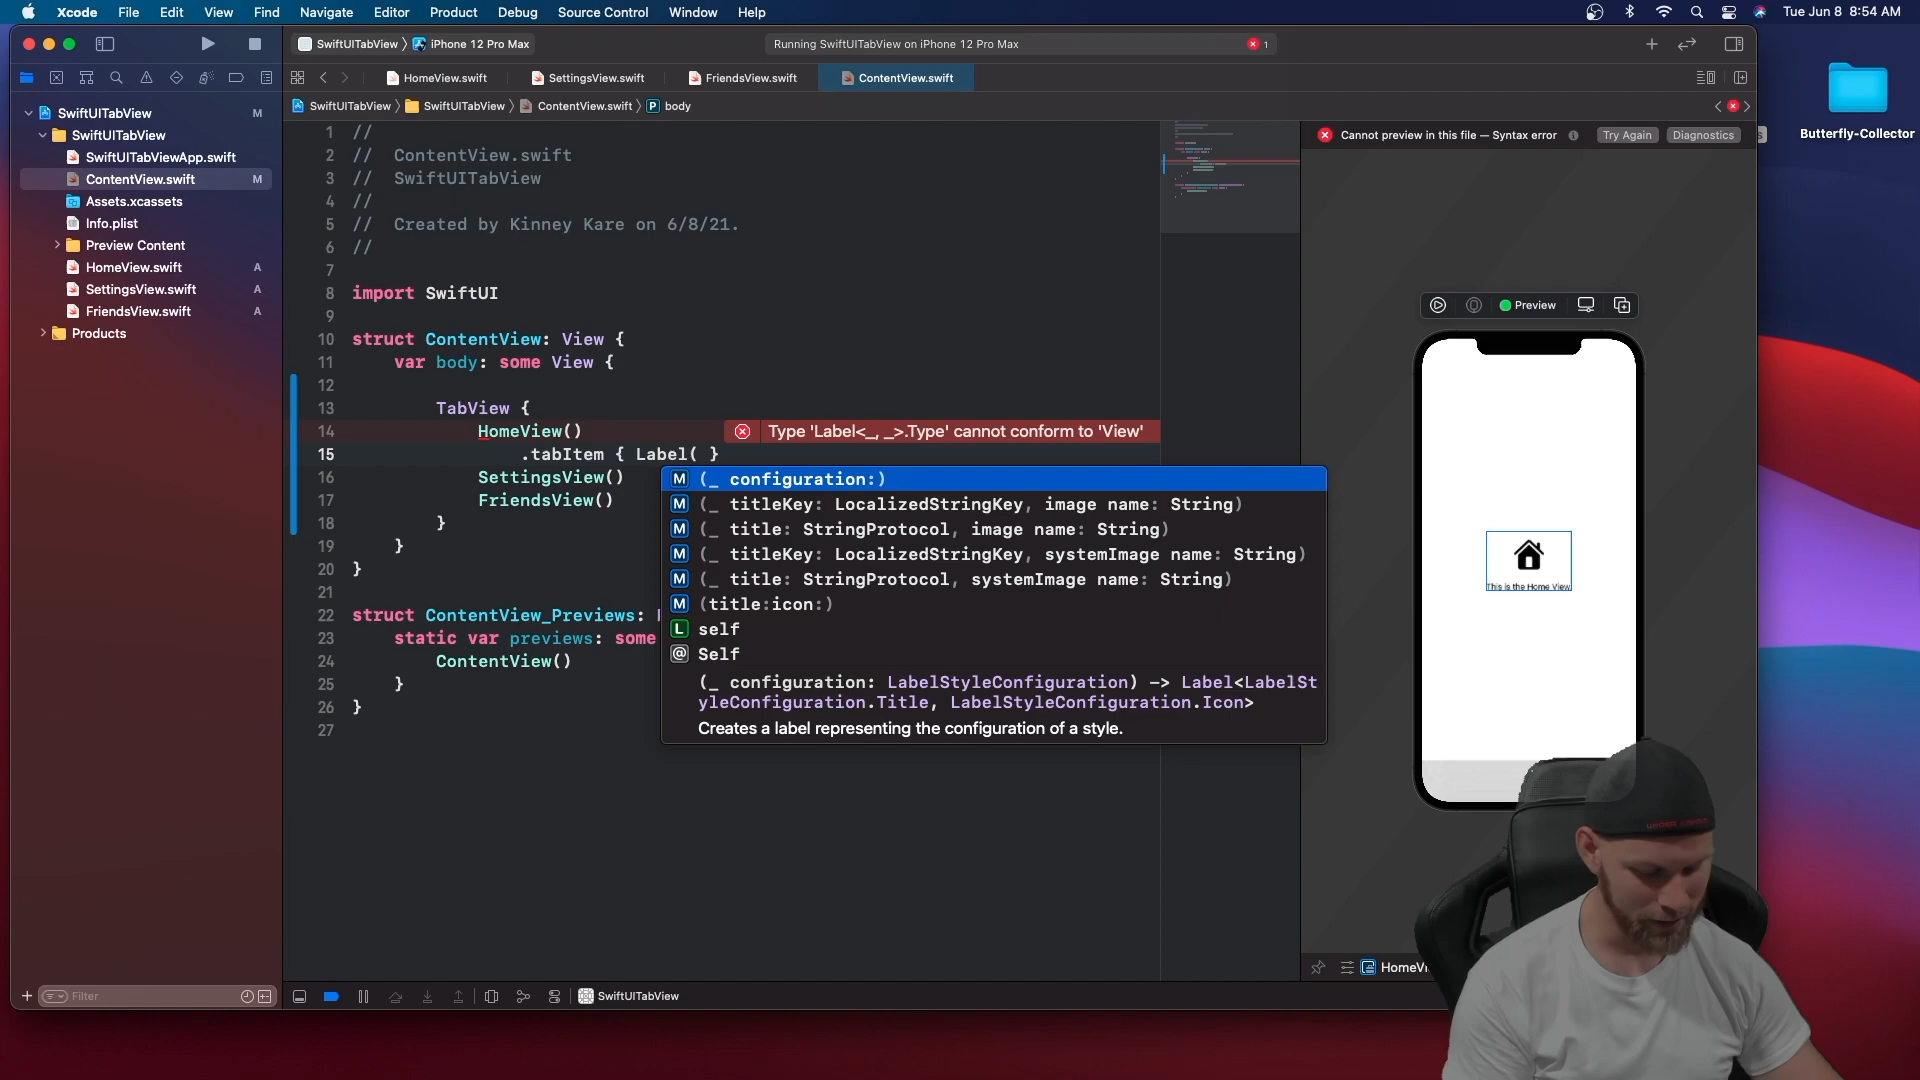 Xcode File Edit View Find Navigate Editor Product Debug Source Control Window Help
Tue Jun 8 8:54 AM
SwiftUITabView
iPhone 12 Pro Max
Running SwiftUITabView on iPhone 12 Pro Max
1
HomeView.swift
SettingsView.swift
FriendsView.swift
ContentView.swift
SwiftUITabView
SwiftUITabView
ContentView.swift
P body
SwiftUITabView M
SwiftUITabView
SwiftUITabViewApp.swift
ContentView.swift M
Assets.xcassets
Info.plist
Preview Content
HomeView.swift A
SettingsView.swift A
FriendsView.swift A
Products
1 //
2 // ContentView.swift
3 // SwiftUITabView
4 //
5 // Created by Kinney Kare on 6/8/21.
6 //
7
8 import SwiftUI
9
10 struct ContentView: View {
11 var body: some View {
12
13 TabView {
14 HomeView()
Type 'Label<_, _>.Type' cannot conform to 'View'
15 .tabItem { Label( }
16 SettingsView()
17 FriendsView()
18 }
19 }
20 }
21
22 struct ContentView_Previews:
23 static var previews: some
24 ContentView()
25 }
26 }
27
M (_ configuration:)
M (_ titleKey: LocalizedStringKey, image name: String)
M (_ title: StringProtocol, image name: String)
M (_ titleKey: LocalizedStringKey, systemImage name: String)
M (_ title: StringProtocol, systemImage name: String)
M (title:icon:)
L self
@ Self
(_ configuration: LabelStyleConfiguration) -> Label<LabelSt
yleConfiguration.Title, LabelStyleConfiguration.Icon>
Creates a label representing the configuration of a style.
Cannot preview in this file — Syntax error
Try Again
Diagnostics
Preview
This is the Home View
HomeVi
Butterfly-Collector
Filter
SwiftUITabView